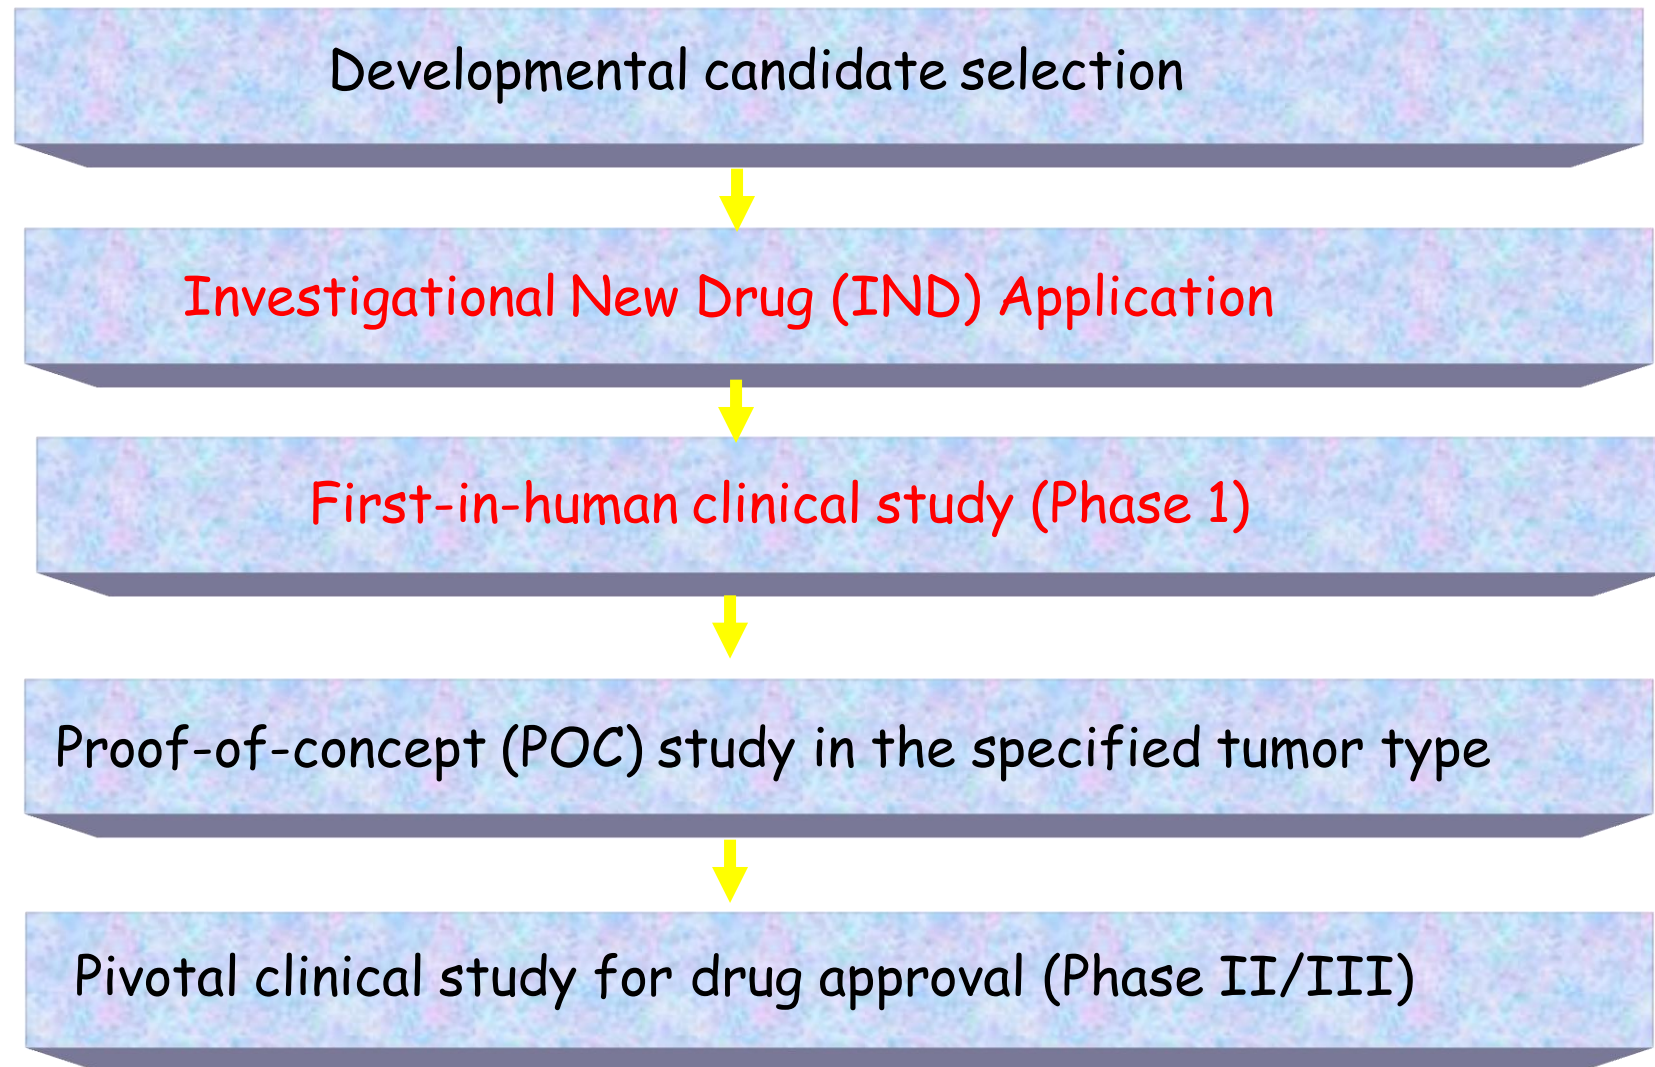 Developmental candidate selection
Investigational New Drug (IND) Application
First-in-human clinical study (Phase 1)
Proof-of-concept (POC) study in the specified tumor type
Pivotal clinical study for drug approval (Phase II/III)